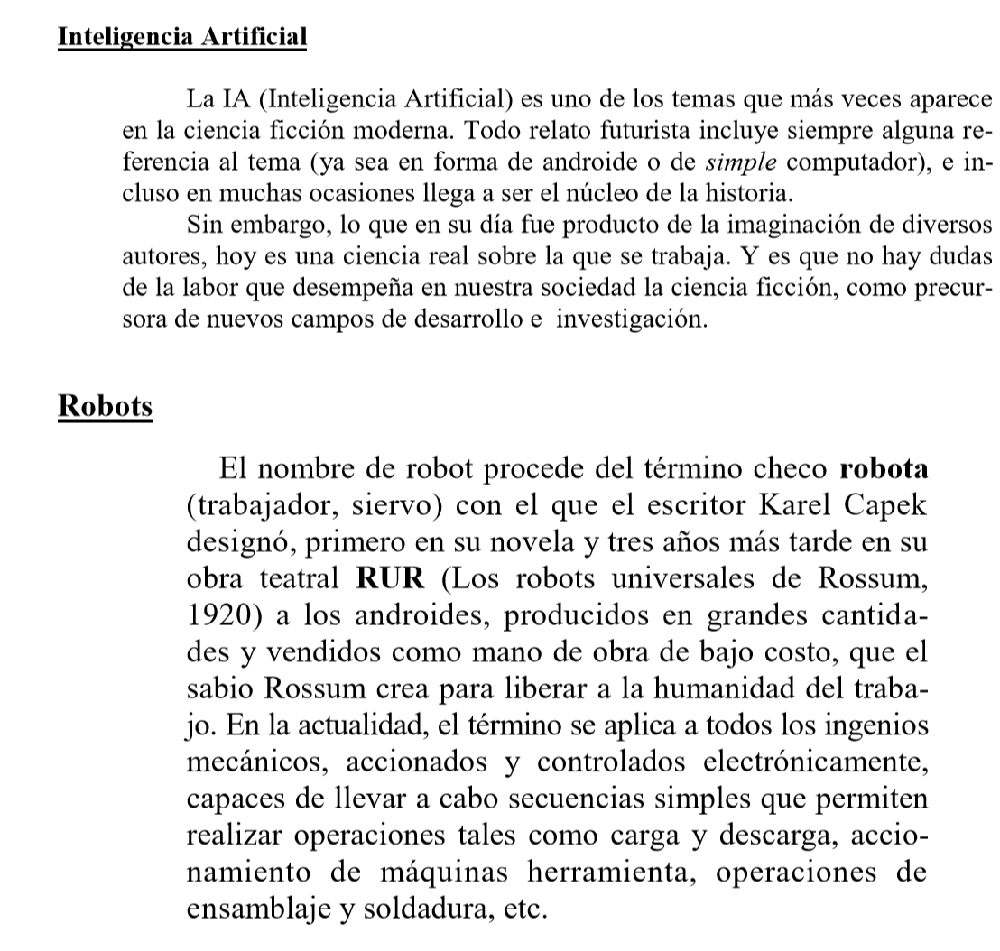 Inteligencia Artificial
La IA (Inteligencia Artificial) es uno de los temas que más veces aparece
en la ciencia ficción moderna. Todo relato futurista incluye siempre alguna re-
ferencia al tema (ya sea en forma de androide o de simple computador), e in-
cluso en muchas ocasiones llega a ser el núcleo de la historia.
Sin embargo, lo que en su día fue producto de la imaginación de diversos
autores, hoy es una ciencia real sobre la que se trabaja. Y es que no hay dudas
de la labor que desempeña en nuestra sociedad la ciencia ficción, como precur-
sora de nuevos campos de desarrollo e  investigación.
Robots
El nombre de robot procede del término checo robota
(trabajador, siervo) con el que el escritor Karel Capek
designó, primero en su novela y tres años más tarde en su
obra teatral RUR (Los robots universales de Rossum,
1920) a los androides, producidos en grandes cantida-
des y vendidos como mano de obra de bajo costo, que el
sabio Rossum crea para liberar a la humanidad del traba-
jo. En la actualidad, el término se aplica a todos los ingenios
mecánicos, accionados y controlados electrónicamente,
capaces de llevar a cabo secuencias simples que permiten
realizar operaciones tales como carga y descarga, accio-
namiento de máquinas herramienta, operaciones de
ensamblaje y soldadura, etc.